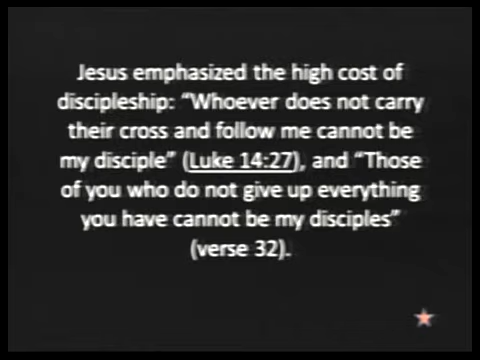 Jesus emphasized the high cost of
discipleship: “Whoever does not carry
their cross and follow me cannot be
my disciple” (Luke 14:27), and “Those
of you who do not give up everything
you have cannot be my disciples”
(verse 32).